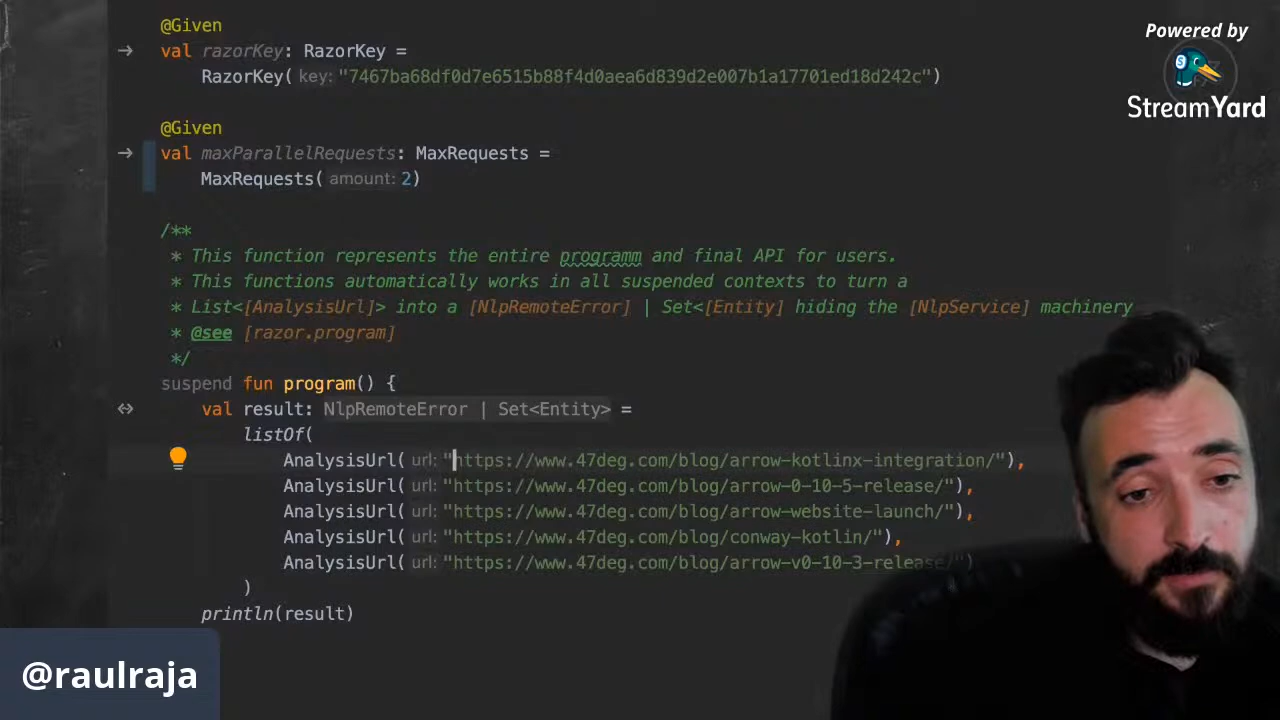 @Given
val razorKey: RazorKey =
RazorKey( key: "7467ba68df0d7e6515b88f4d0aea6d839d2e007b1a17701ed18d242c")
@Given
val maxParallelRequests: MaxRequests =
MaxRequests( amount: 2)
/**
* This function represents the entire programm and final API for users.
* This functions automatically works in all suspended contexts to turn a
* List<[AnalysisUrl]> into a [NlpRemoteError] | Set<[Entity] hiding the [NlpService] machinery
* @see [razor.program]
*/
suspend fun program() {
val result: NlpRemoteError | Set<Entity> =
listOf(
AnalysisUrl( url: "https://www.47deg.com/blog/arrow-kotlinx-integration/"),
AnalysisUrl( url: "https://www.47deg.com/blog/arrow-0-10-5-release/"),
AnalysisUrl( url: "https://www.47deg.com/blog/arrow-website-launch/"),
AnalysisUrl( url: "https://www.47deg.com/blog/conway-kotlin/"),
AnalysisUrl( url: "https://www.47deg.com/blog/arrow-v0-10-3-release/")
)
println(result)
Powered by
StreamYard
@raulraja